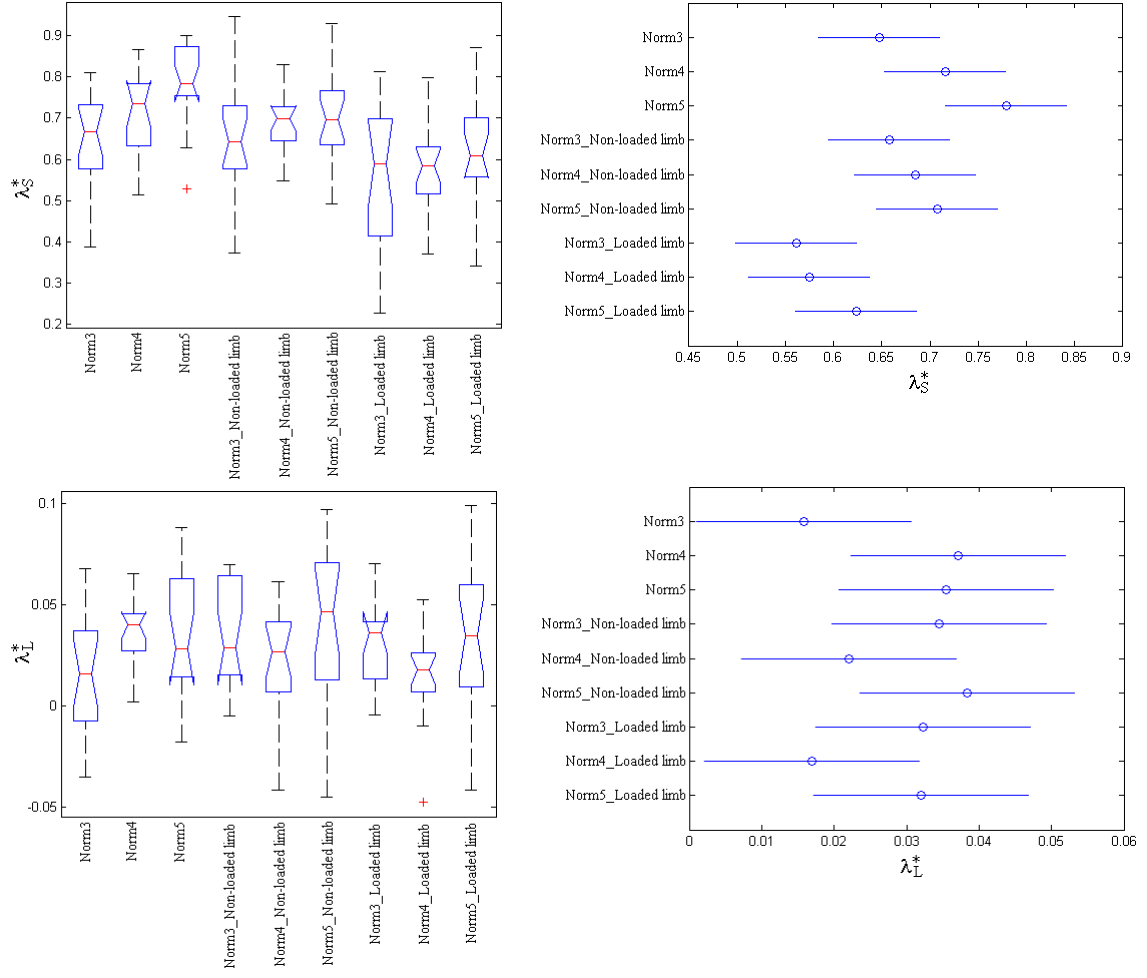 0.9
0.8
0.7
0.6
0.5
0.4
0.3
0.2
λ*S
Norm3
Norm4
Norm5
Norm3_Non-loaded limb
Norm4_Non-loaded limb
Norm5_Non-loaded limb
Norm3_Loaded limb
Norm4_Loaded limb
Norm5_Loaded limb
Norm3
Norm4
Norm5
Norm3_Non-loaded limb
Norm4_Non-loaded limb
Norm5_Non-loaded limb
Norm3_Loaded limb
Norm4_Loaded limb
Norm5_Loaded limb
0.45 0.5 0.55 0.6 0.65 0.7 0.75 0.8 0.85 0.9
λ*S
0.1
0.05
0
-0.05
λ*L
Norm3
Norm4
Norm5
Norm3_Non-loaded limb
Norm4_Non-loaded limb
Norm5_Non-loaded limb
Norm3_Loaded limb
Norm4_Loaded limb
Norm5_Loaded limb
Norm3
Norm4
Norm5
Norm3_Non-loaded limb
Norm4_Non-loaded limb
Norm5_Non-loaded limb
Norm3_Loaded limb
Norm4_Loaded limb
Norm5_Loaded limb
0 0.01 0.02 0.03 0.04 0.05 0.06
λ*L